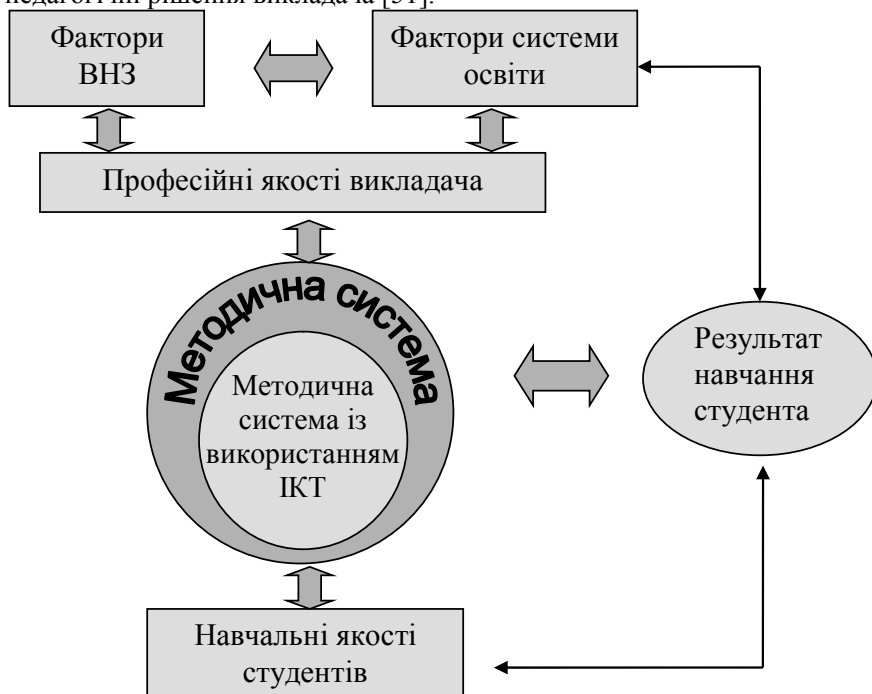 рішення викладача [31].
Фактори
ВНЗ
Фактори системи
освіти
Професійні якості викладача
Методична система
Методична
система із
використанням
ІКТ
Результат
навчання
студента
Навчальні якості
студентів